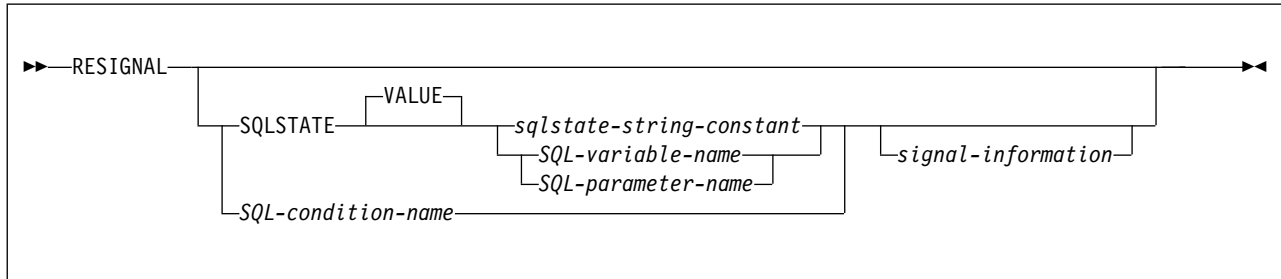 RESIGNAL
VALUE
SQLSTATE sqlstate-string-constant
SQL-variable-name signal-information
SQL-parameter-name
SQL-condition-name